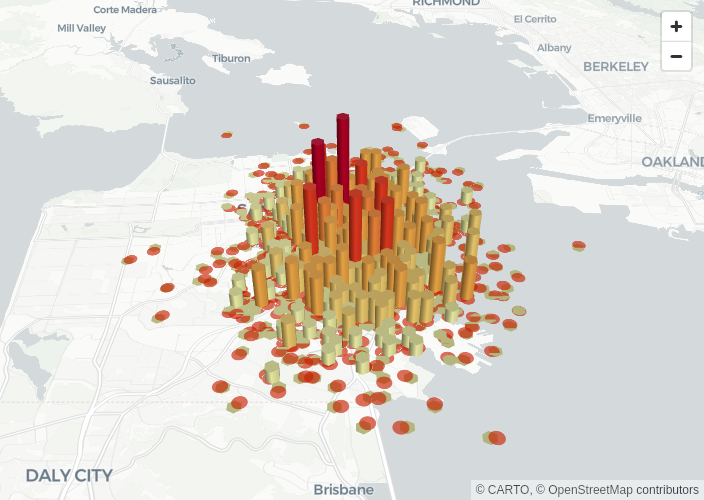 Corte Madera
RICHMOND
Mill Valley
El Cerrito
+
−
Albany
Tiburon
BERKELEY
Sausalito
Emeryville
OAKLAND
DALY CITY
Brisbane
© CARTO, © OpenStreetMap contributors